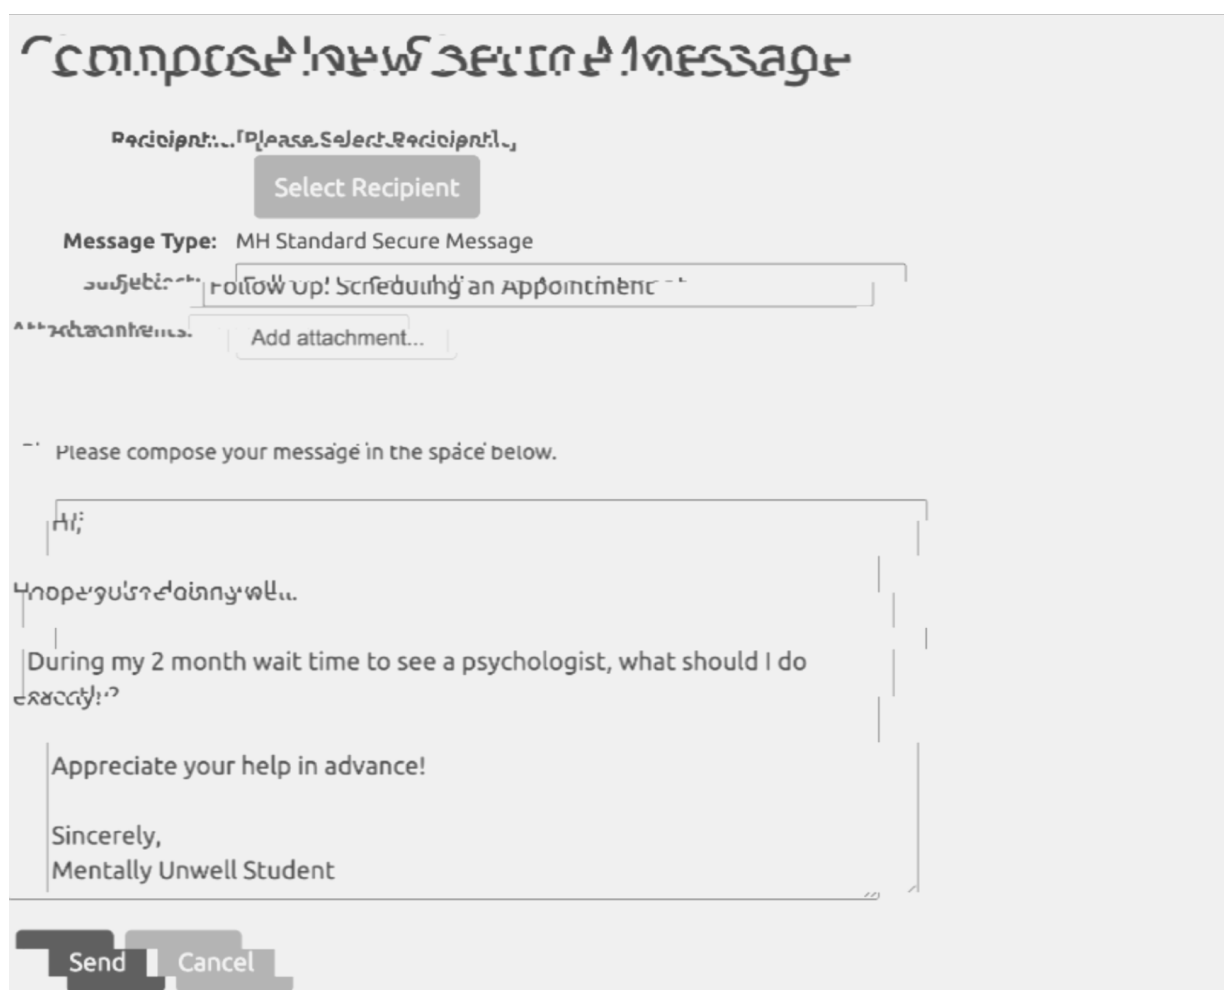 Compose New Secure Message
Recipient: [Please Select Recipient]
Select Recipient
Message Type: MH Standard Secure Message
Subject: Follow Up! Scheduling an Appointment
Attachments: Add attachment...
Please compose your message in the space below.
Hi,
Hope you're doing well.
During my 2 month wait time to see a psychologist, what should I do
exactly?
Appreciate your help in advance!
Sincerely,
Mentally Unwell Student
Send Cancel